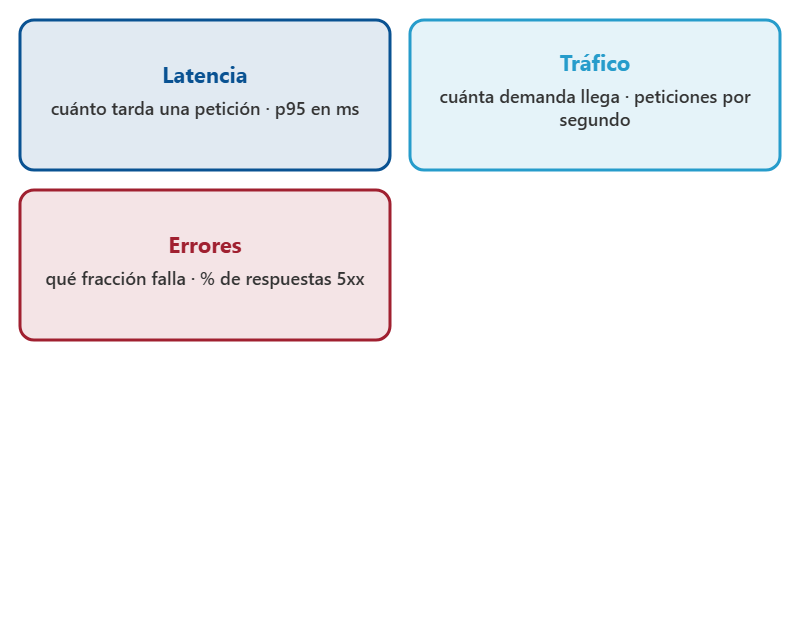 Latencia
cuánto tarda una petición · p95 en ms
Tráfico
cuánta demanda llega · peticiones por
segundo
Errores
qué fracción falla · % de respuestas 5xx